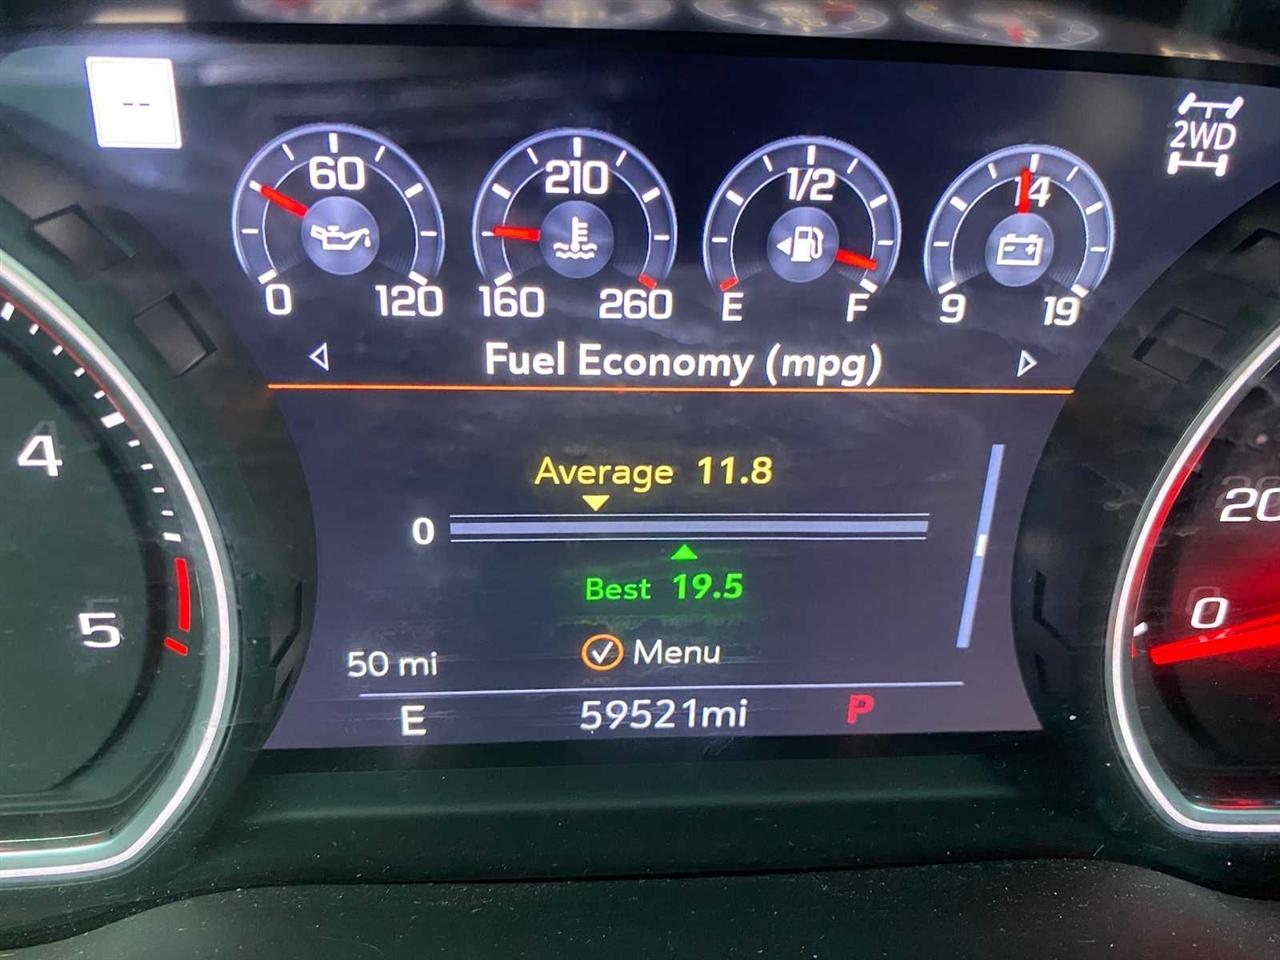 --
2WD
60
0 120
210
160 260
1/2
E F
14
9 19
Fuel Economy (mpg)
4
Average 11.8
0
20
Best 19.5
0
5
Menu
50 mi
E 59521mi P